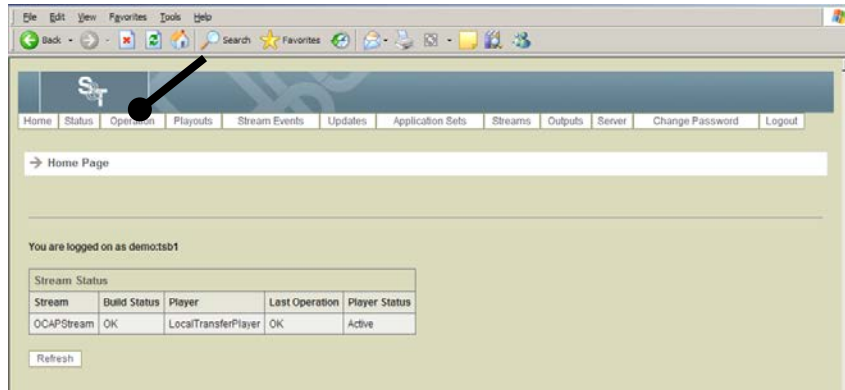 File Edit View Favorites Tools Help
Back Search Favorites
S&T
Home Status Operation Playouts Stream Events Updates Application Sets Streams Outputs Server Change Password Logout
Home Page
You are logged on as demo:tsb1
Stream Status
Stream Build Status Player Last Operation Player Status
OCAPStream OK LocalTransferPlayer OK Active
Refresh